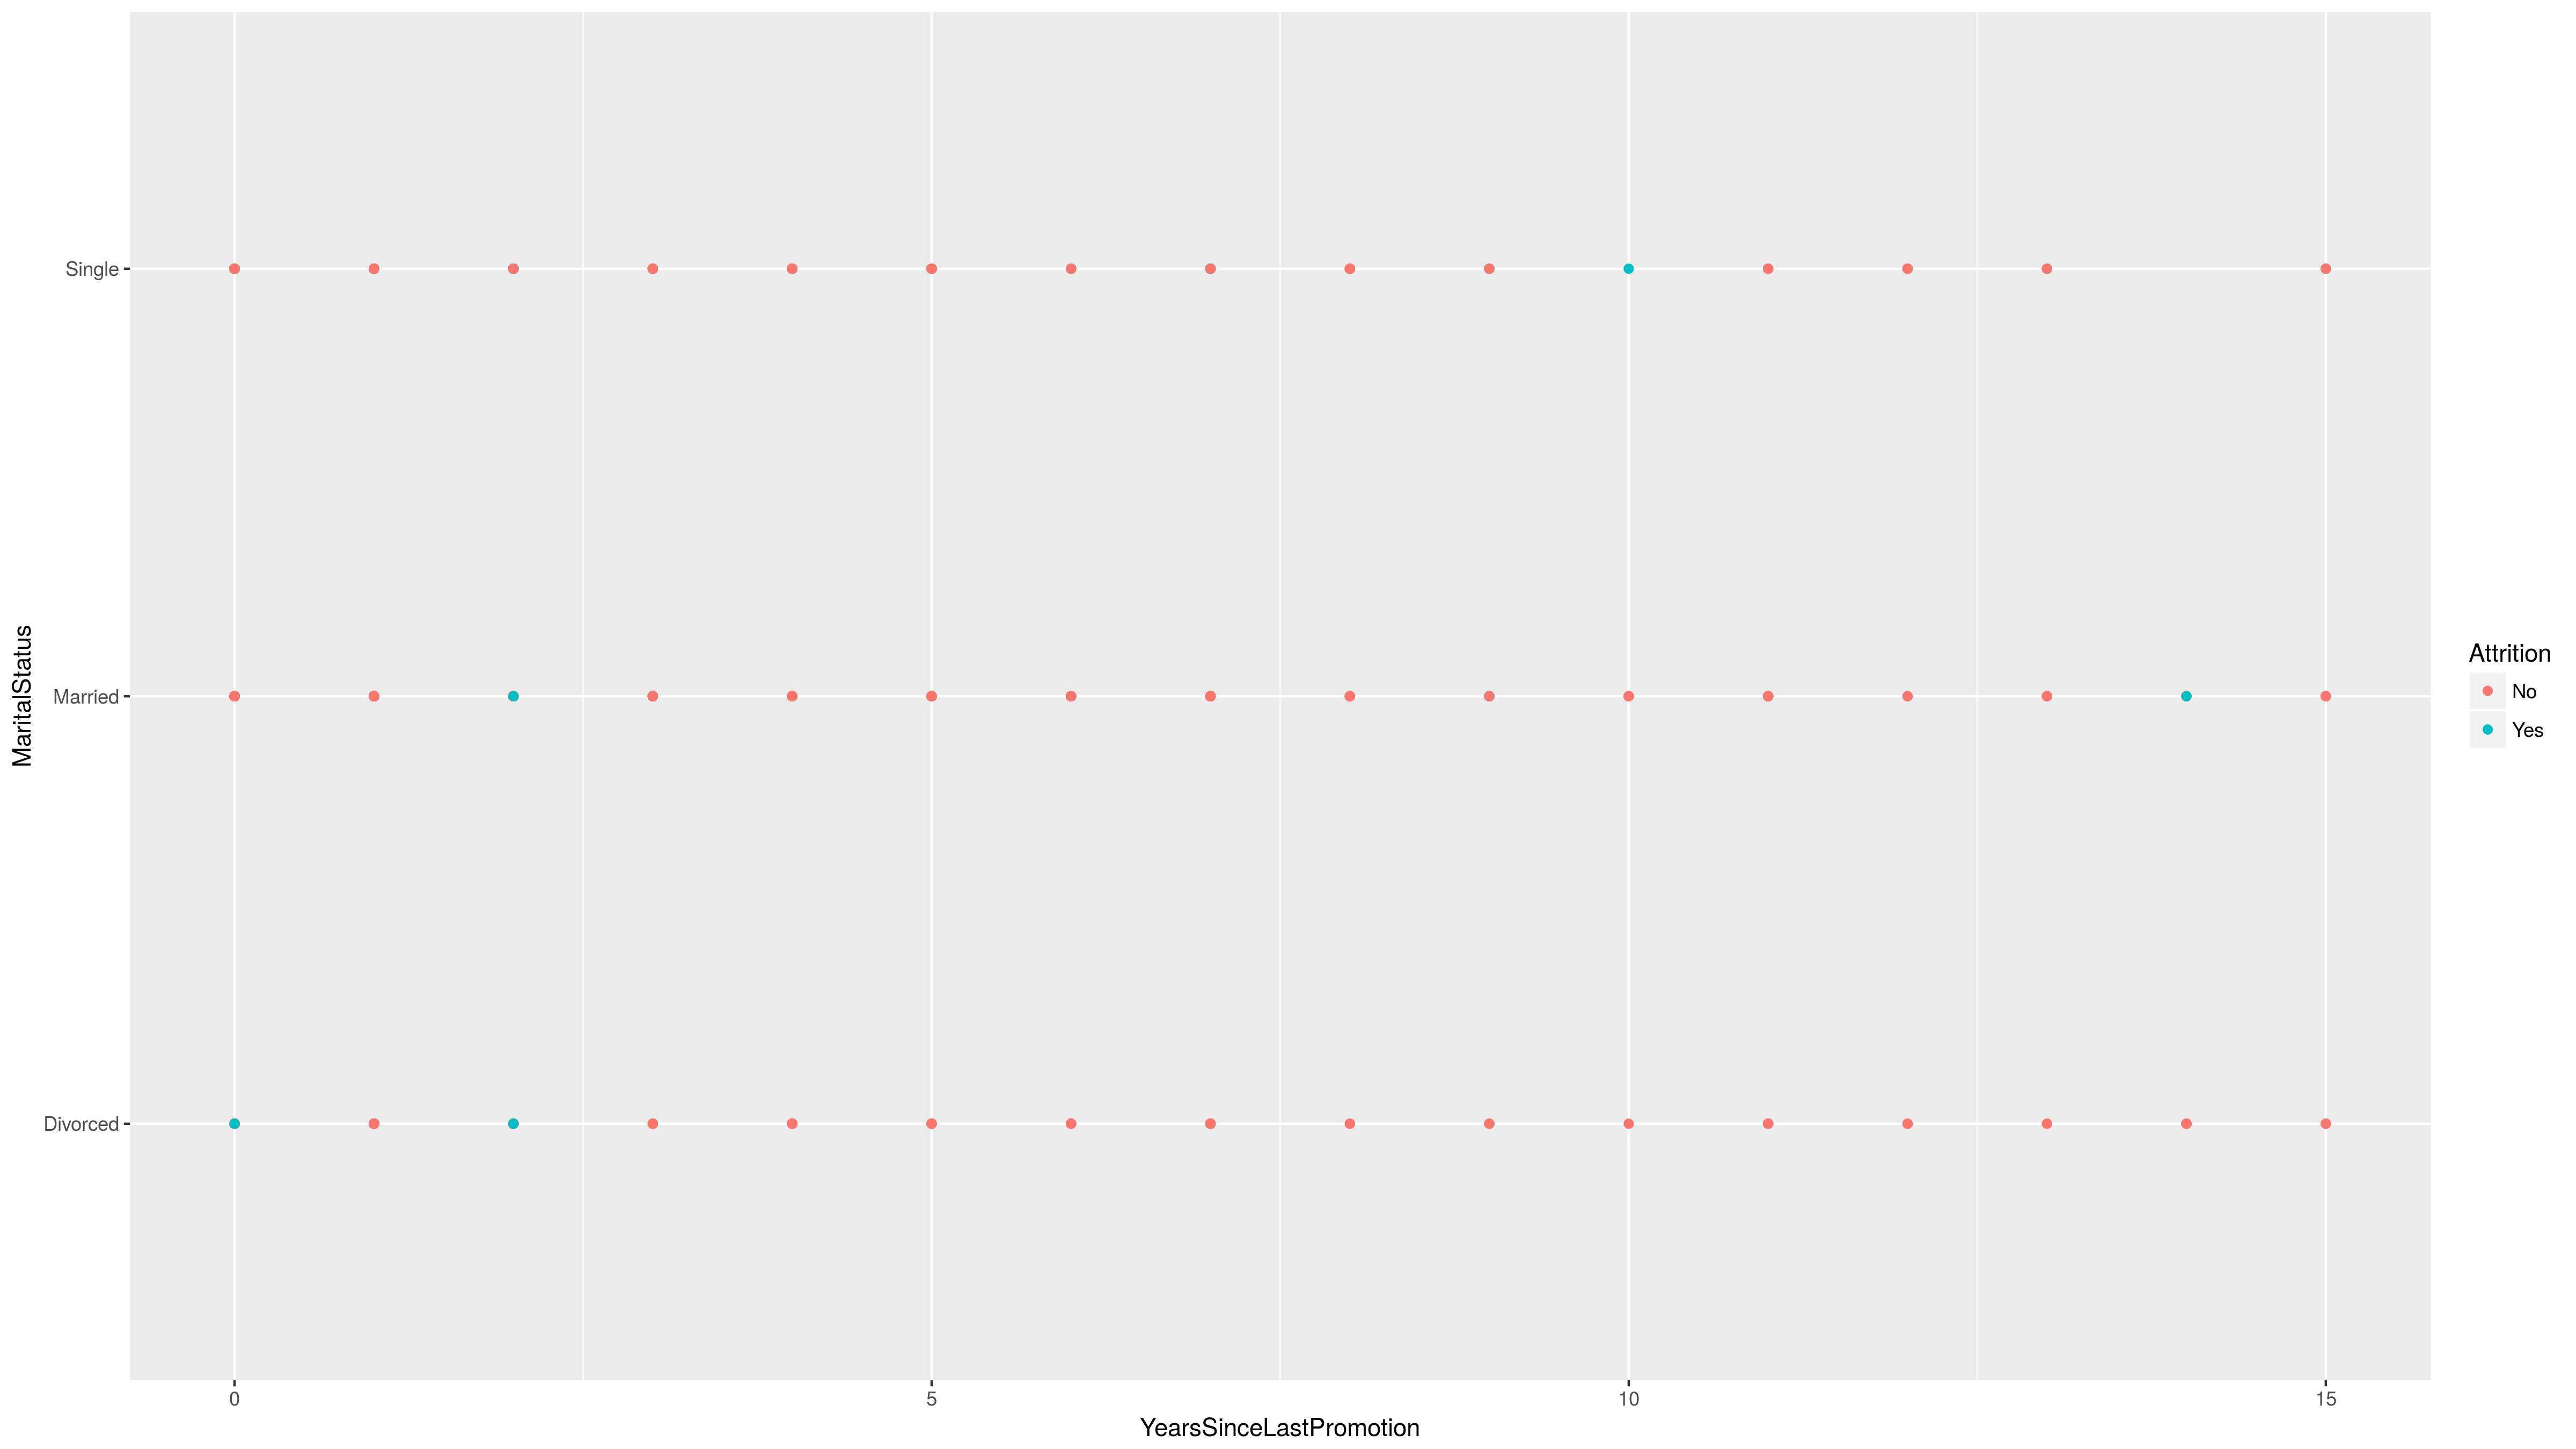 MaritalStatus
Single
Married
Divorced
0
5
10
15
YearsSinceLastPromotion
Attrition
No
Yes